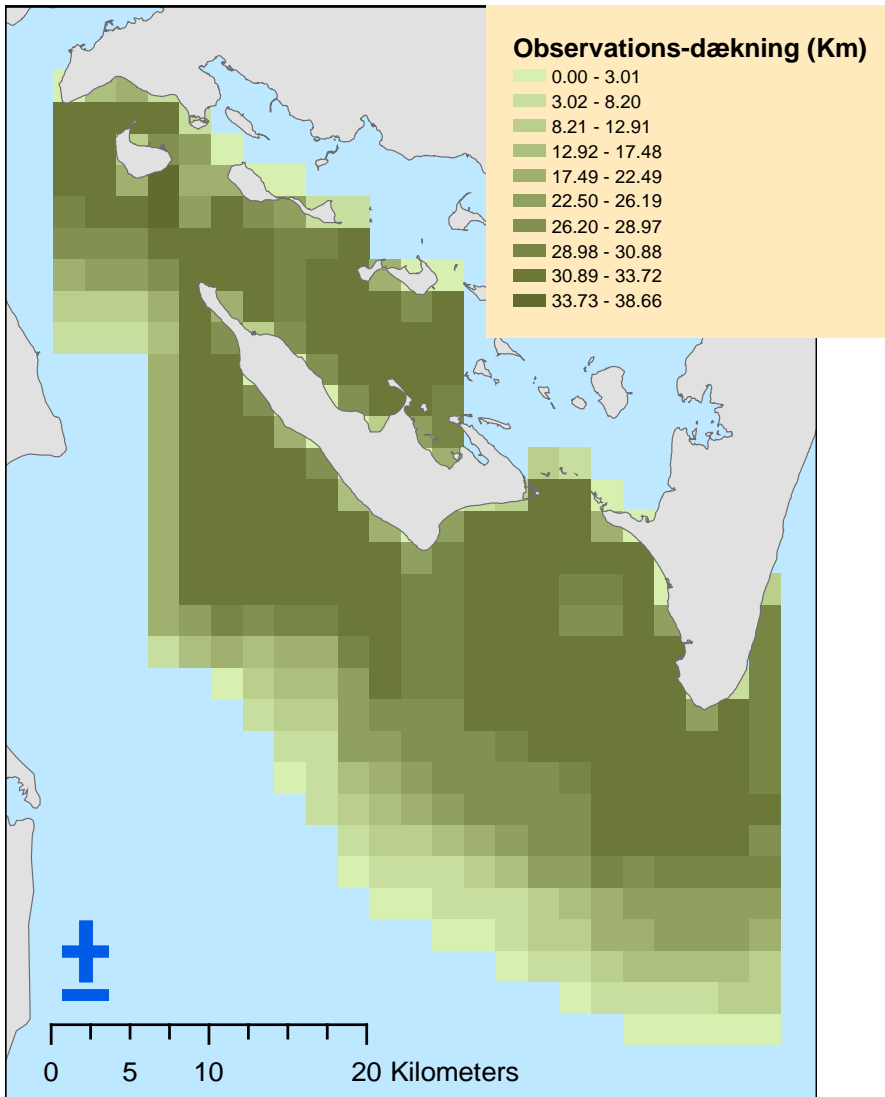 Observations-dækning (Km)
0.00 - 3.01
3.02 - 8.20
8.21 - 12.91
12.92 - 17.48
17.49 - 22.49
22.50 - 26.19
26.20 - 28.97
28.98 - 30.88
30.89 - 33.72
33.73 - 38.66
0 5 10 20 Kilometers